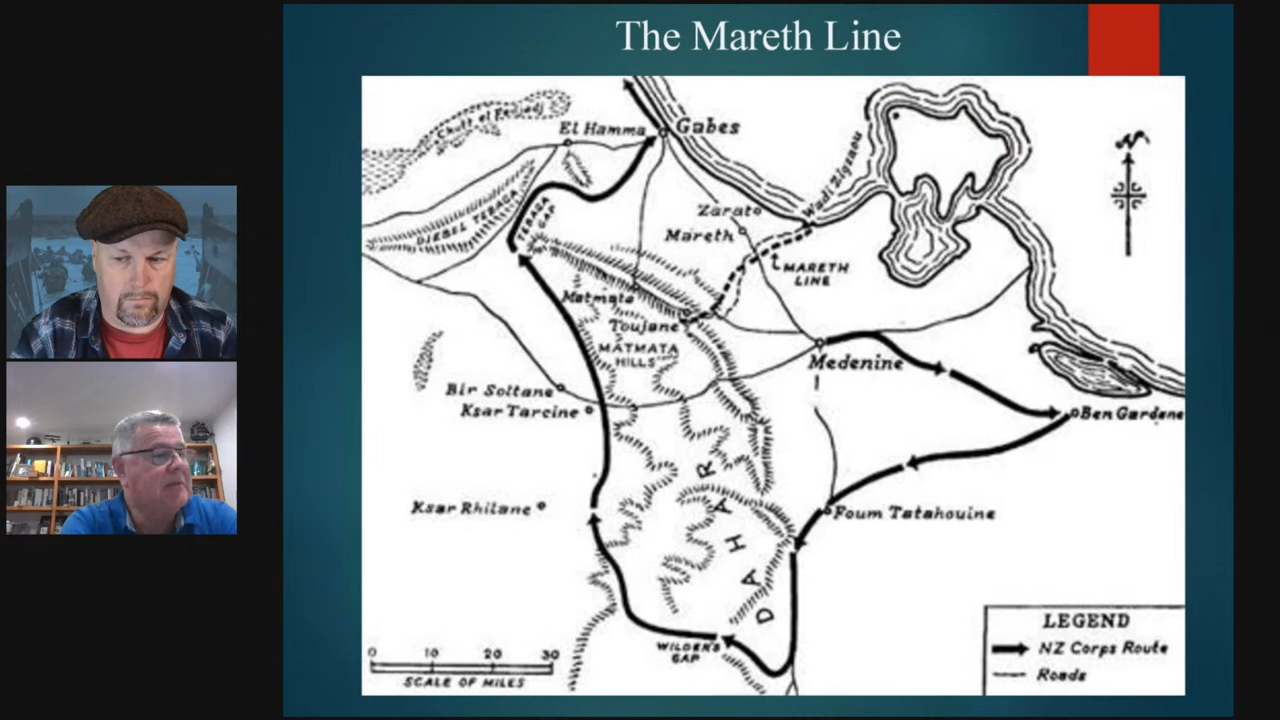 The Mareth Line
Chott el Fedjadj
El Hamma
Gabes
Wadi Zigzaou
N
DJEBEL TEBAGA
TEBAGA
GAP
Zarat
Mareth
MARETH
LINE
Matmata
Toujane
MATMATA
HILLS
Medenine
Bir Soltane
Ksar Tarcine
Ben Gardene
Ksar Rhilane
Foum Tatahouine
DAHAR
WILDER'S
GAP
0 10 20 30
SCALE OF MILES
LEGEND
NZ Corps Route
Roads